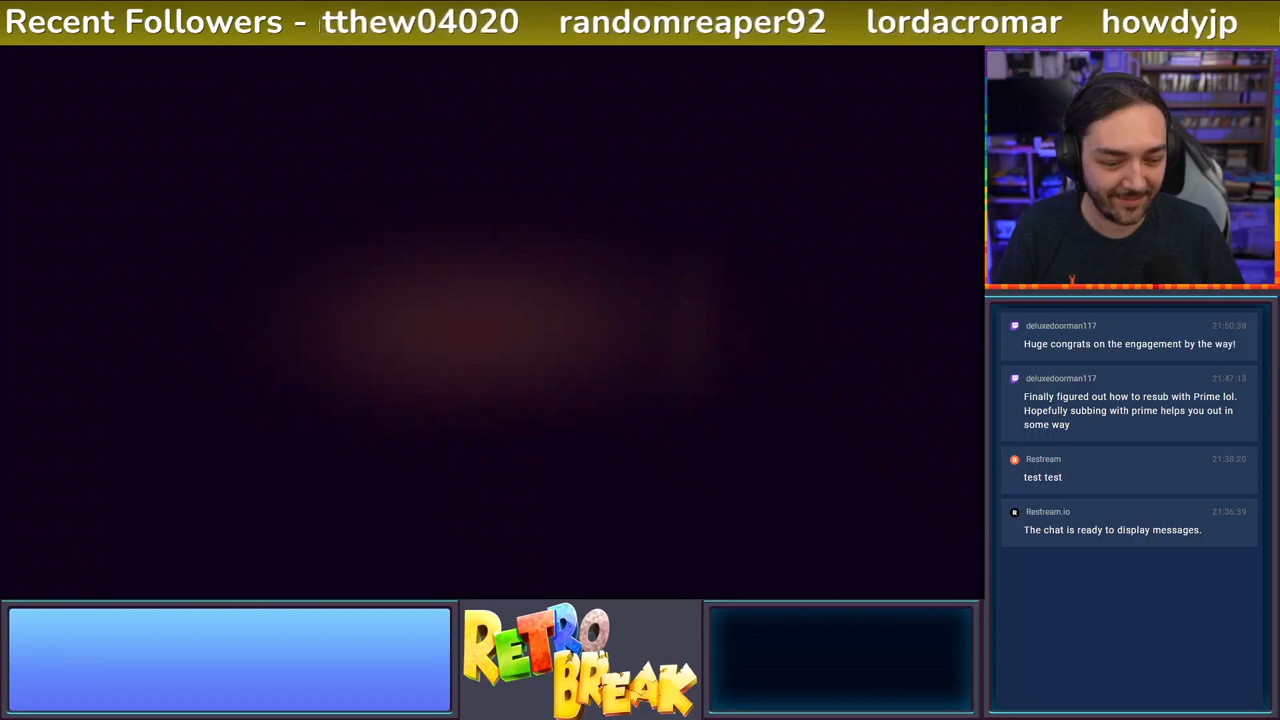 Recent Followers - tthew04020 randomreaper92 lordacromar howdyjp
deluxedoorman117 21:50:38
Huge congrats on the engagement by the way!
deluxedoorman117 21:47:13
Finally figured out how to resub with Prime lol.
Hopefully subbing with prime helps you out in
some way
Restream 21:38:20
test test
Restream.io 21:36:39
The chat is ready to display messages.
RETRO
BREAK